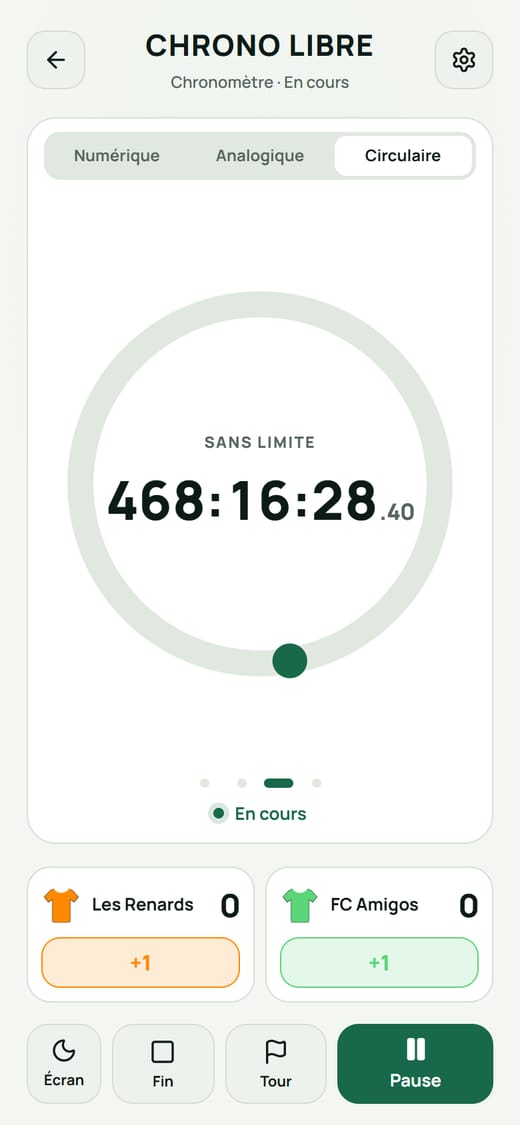 CHRONO LIBRE
Chronomètre · En cours
Numérique Analogique Circulaire
SANS LIMITE
468:16:28.40
En cours
Les Renards 0 FC Amigos 0
+1 +1
Écran Fin Tour Pause